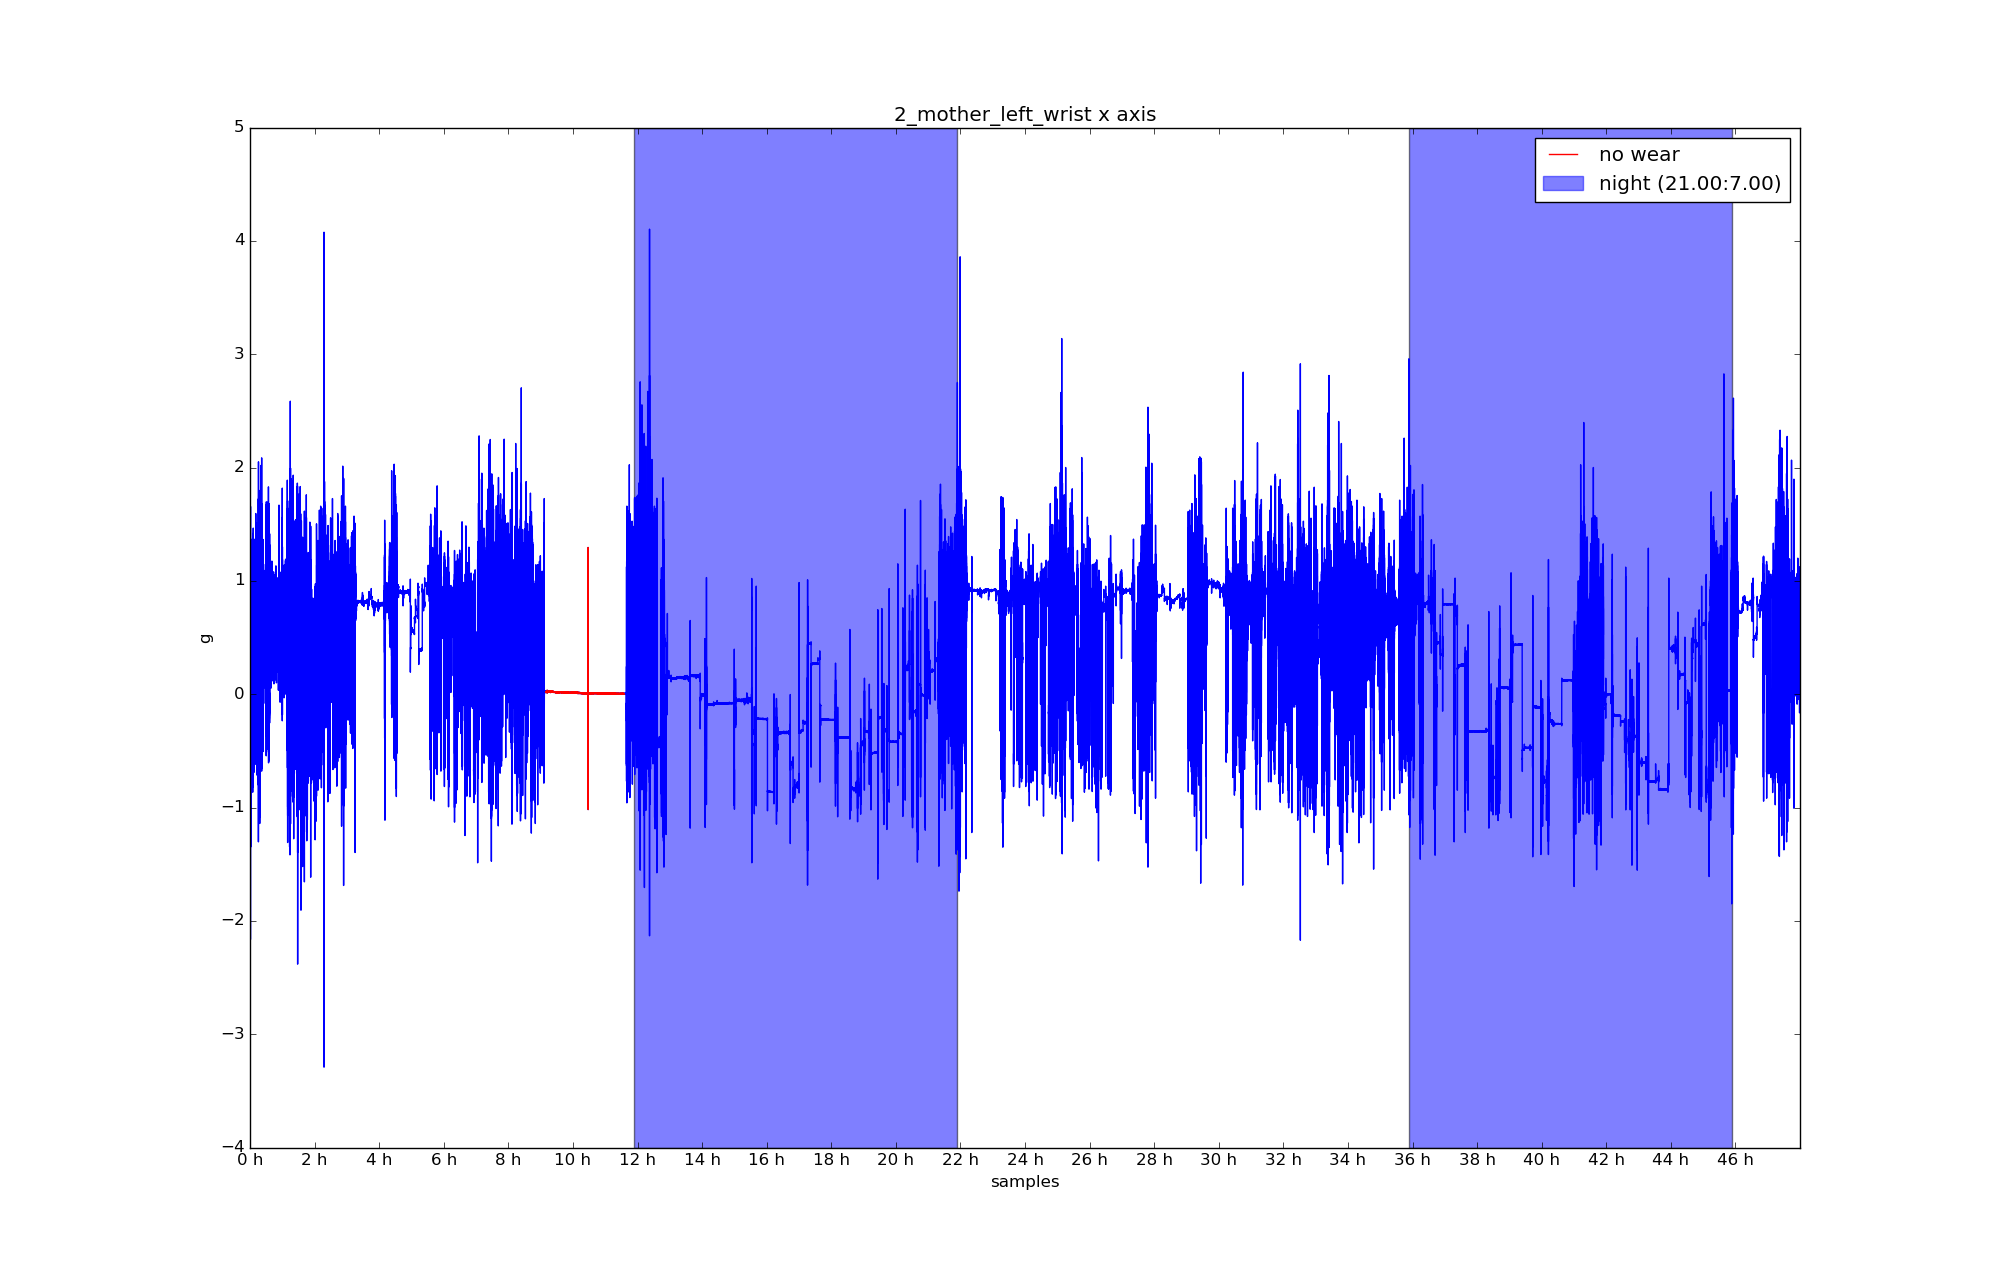 2_mother_left_wrist x axis
no wear
night (21.00:7.00)
5
4
3
2
1
0
−1
−2
−3
−4
g
0 h 2 h 4 h 6 h 8 h 10 h 12 h 14 h 16 h 18 h 20 h 22 h 24 h 26 h 28 h 30 h 32 h 34 h 36 h 38 h 40 h 42 h 44 h 46 h
samples